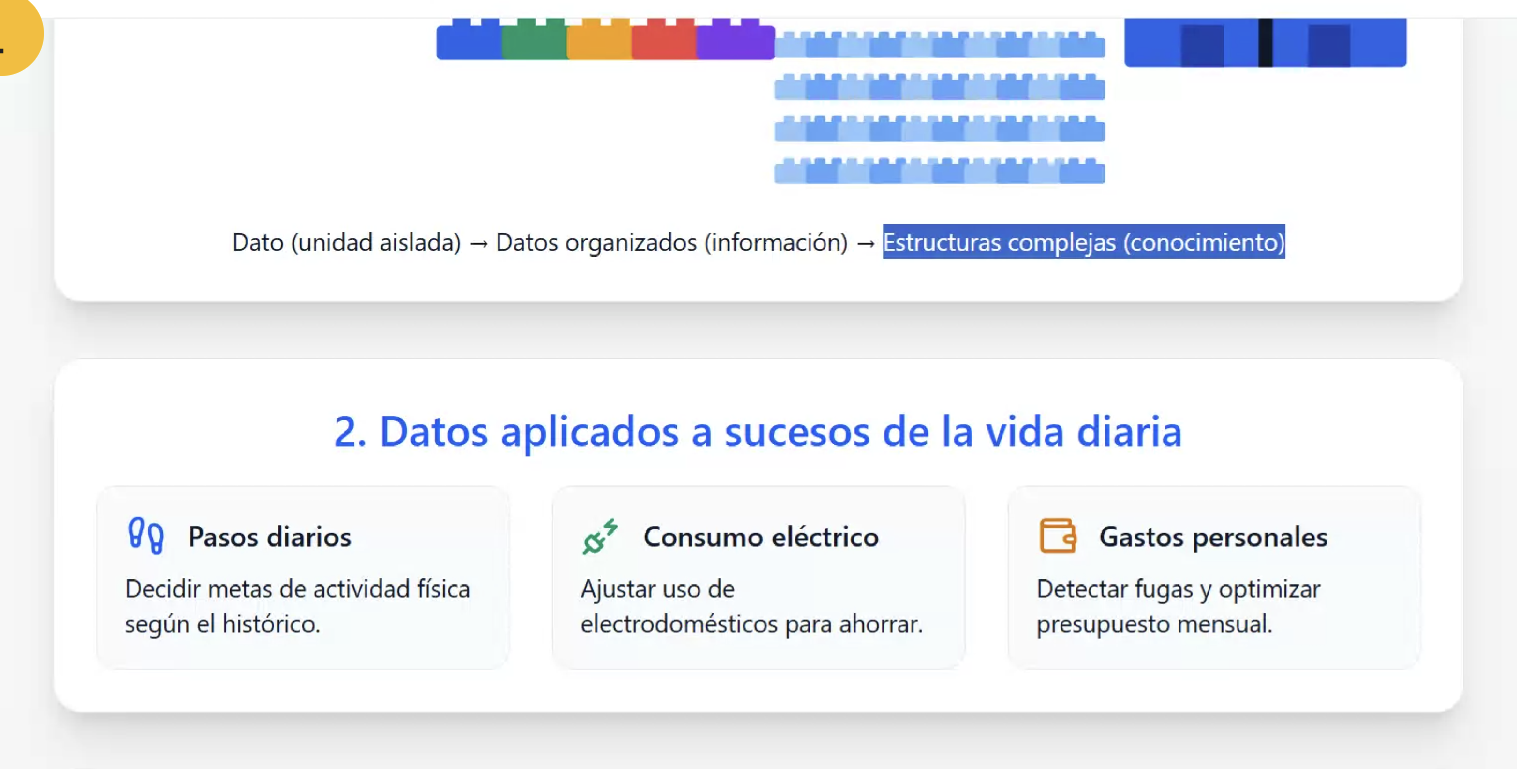 Dato (unidad aislada) → Datos organizados (información) → Estructuras complejas (conocimiento)
2. Datos aplicados a sucesos de la vida diaria
Pasos diarios
Decidir metas de actividad física
según el histórico.
Consumo eléctrico
Ajustar uso de
electrodomésticos para ahorrar.
Gastos personales
Detectar fugas y optimizar
presupuesto mensual.